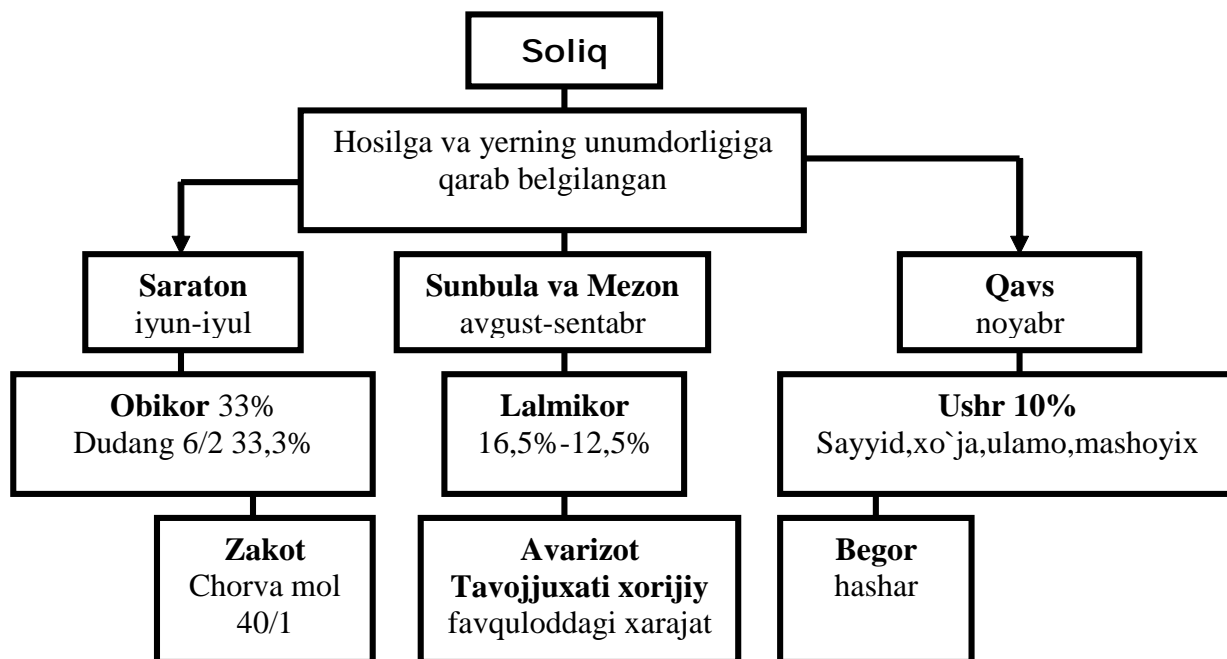 Soliq
Hosilga va yerning unumdorligiga
qarab belgilangan
Saraton
iyun-iyul
Sunbula va Mezon
avgust-sentabr
Qavs
noyabr
Obikor 33%
Dudang 6/2 33,3%
Lalmikor
16,5%-12,5%
Ushr 10%
Sayyid,xo`ja,ulamo,mashoyix
Zakot
Chorva mol
40/1
Avarizot
Tavojjuxati xorijiy
favquloddagi xarajat
Begor
hashar